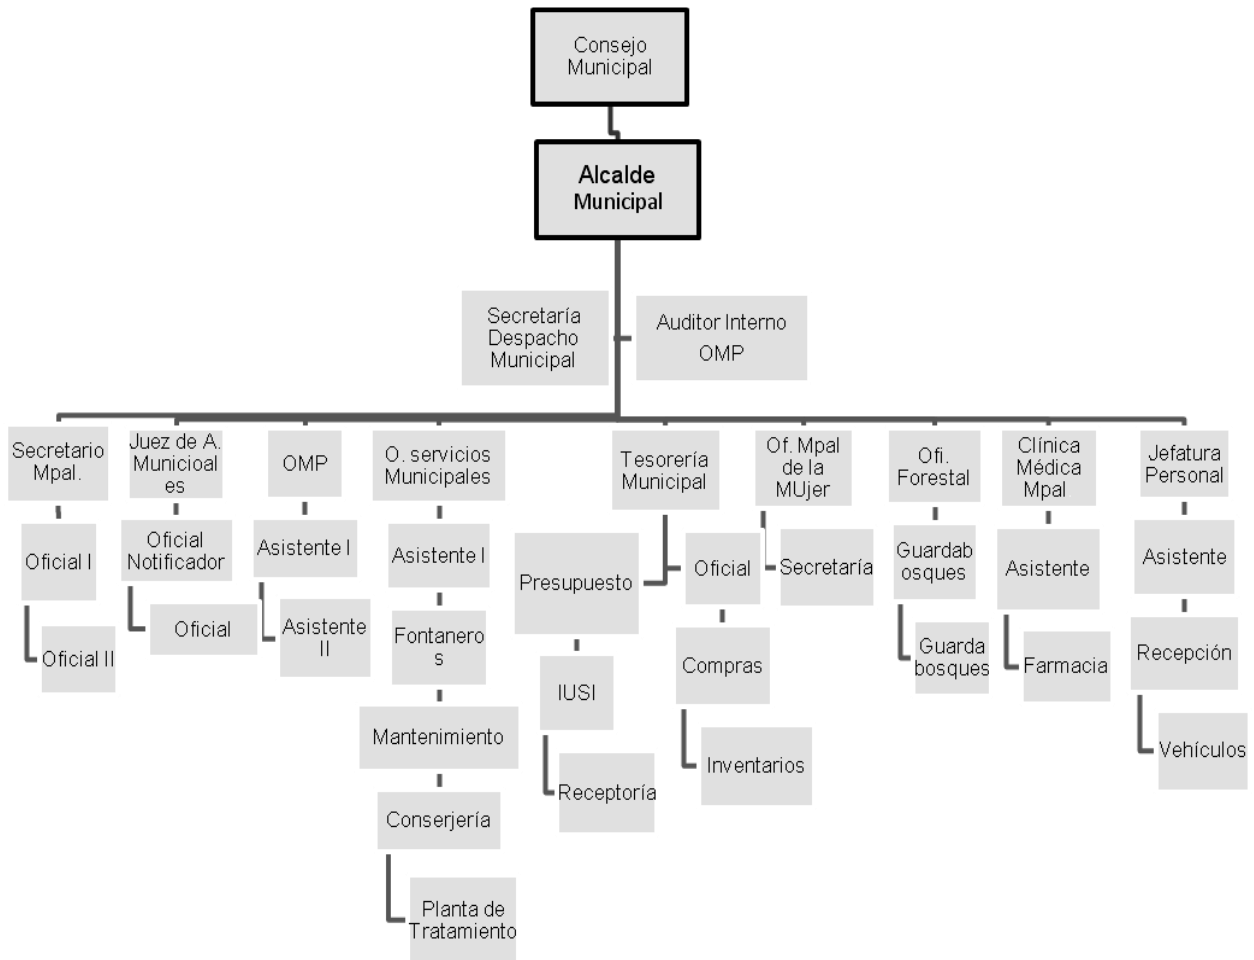 Consejo
Municipal
Alcalde
Municipal
Secretaría
Despacho
Municipal
Auditor Interno
OMP
Secretario
Mpal.
Juez de A.
Municioal
es
OMP
O. servicios
Municipales
Tesorería
Municipal
Of. Mpal
de la
MUjer
Ofi.
Forestal
Clínica
Médica
Mpal
Jefatura
Personal
Oficial I
Oficial
Notificador
Asistente I
Asistente I
Presupuesto
Oficial
Secretaría
Guardab
osques
Asistente
Asistente
Oficial II
Oficial
Asistente
II
Fontanero
s
IUSI
Compras
Guarda
bosques
Farmacia
Recepción
Mantenimiento
Receptoría
Inventarios
Vehículos
Conserjería
Planta de
Tratamiento